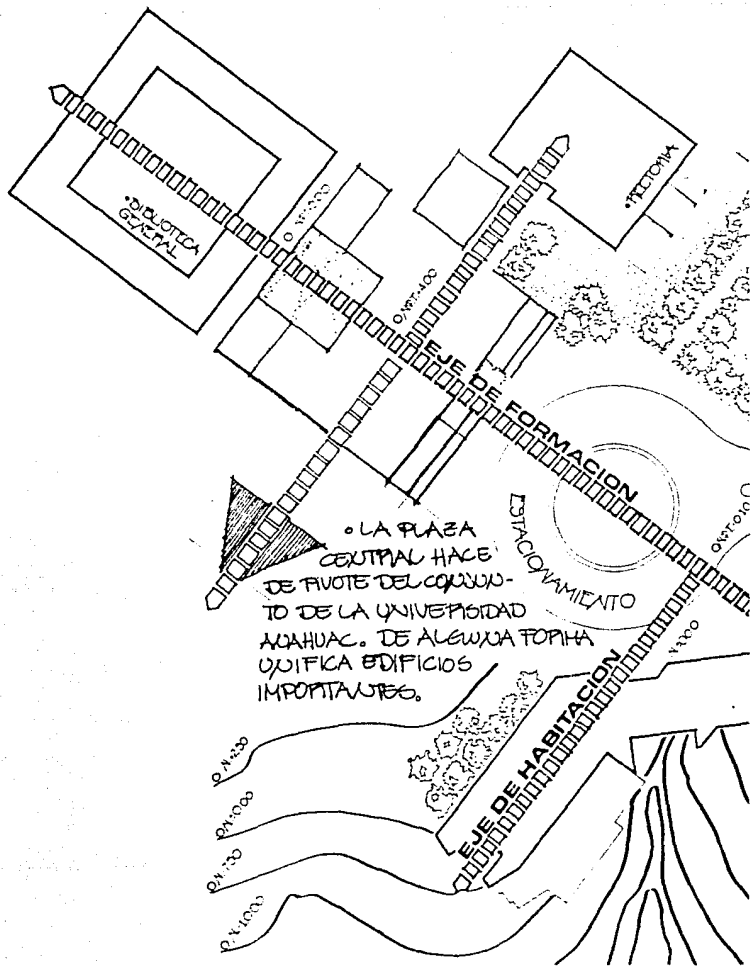 • BIBLIOTECA
GENERAL
• RECTORIA
EJE DE FORMACION
ESTACIONAMIENTO
• LA PLAZA
CENTRAL HACE
DE PIVOTE DEL CONJUN-
TO DE LA UNIVERSIDAD
ANAHUAC. DE ALGUNA FORMA
UNIFICA EDIFICIOS
IMPORTANTES.
EJE DE HABITACION